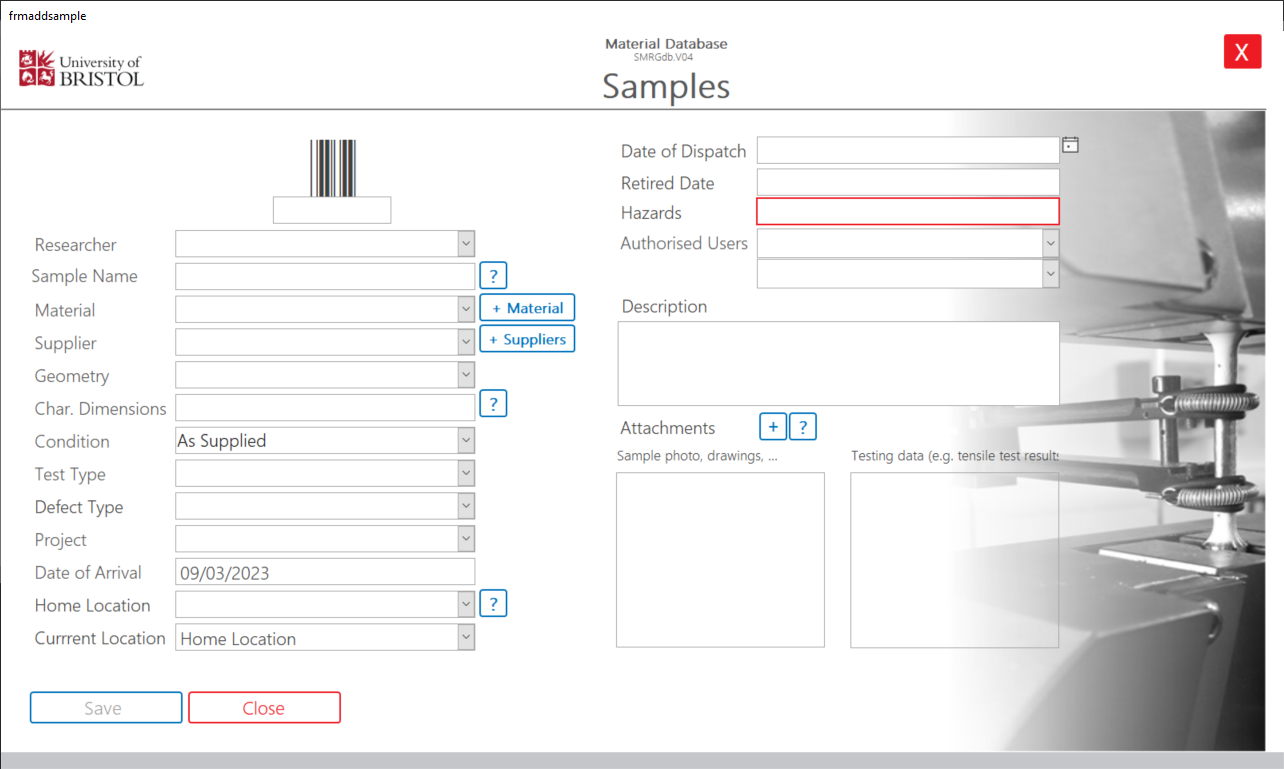 frmaddsample
University of
BRISTOL
Material Database
SMRGdb.V04
Samples
X
Researcher
Sample Name ?
Material + Material
Supplier + Suppliers
Geometry
Char. Dimensions ?
Condition As Supplied
Test Type
Defect Type
Project
Date of Arrival 09/03/2023
Home Location ?
Currrent Location Home Location
Save Close
Date of Dispatch
Retired Date
Hazards
Authorised Users
Description
Attachments + ?
Sample photo, drawings, ... Testing data (e.g. tensile test results